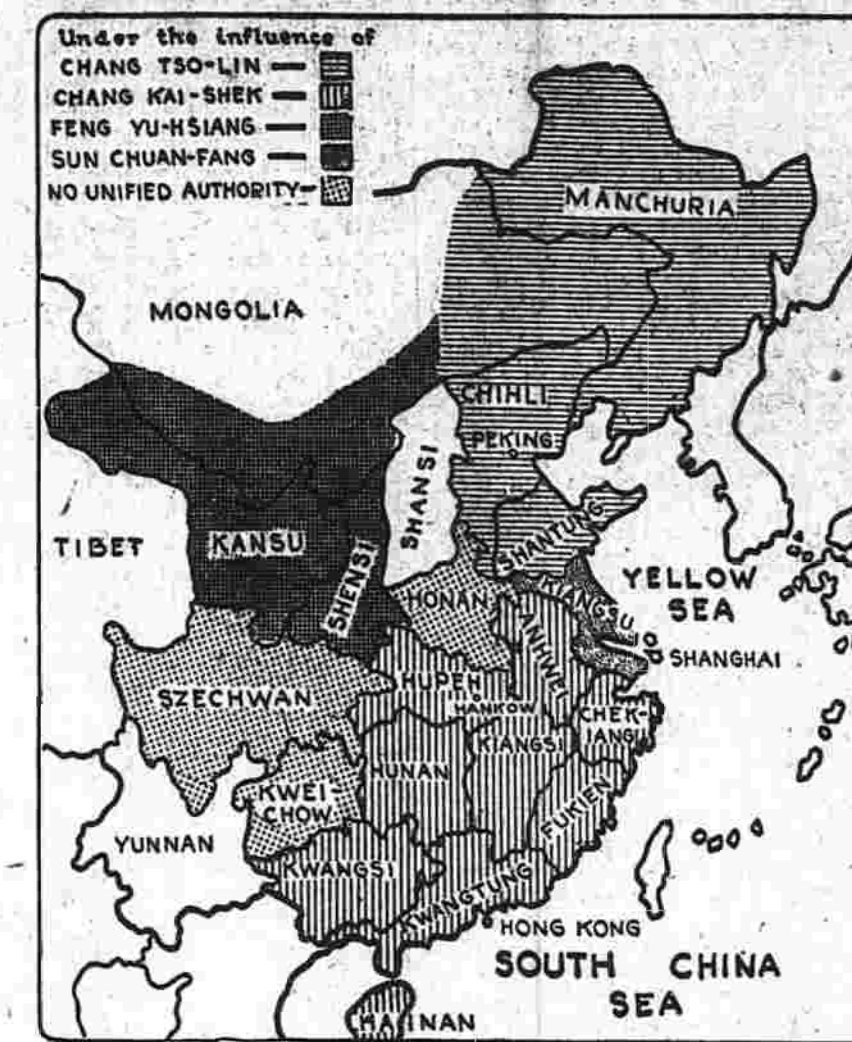 Under the influence of
CHANG TSO-LIN —
CHANG KAI-SHEK —
FENG YU-HSIANG —
SUN CHUAN-FANG —
NO UNIFIED AUTHORITY —
MANCHURIA
MONGOLIA
CHIHLI
PEKING
SHANSI
TIBET
KANSU
SHENSI
SHANTUNG
HONAN
KIANGSU
YELLOW
SEA
ANHWEI
SHANGHAI
SZECHWAN
HUPEH
HANKOW
CHEK-
IANG
KIANGSI
HUNAN
KWEI-
CHOW
FUKIEN
YUNNAN
KWANGSI
KWANGTUNG
HONG KONG
SOUTH CHINA
SEA
HAINAN